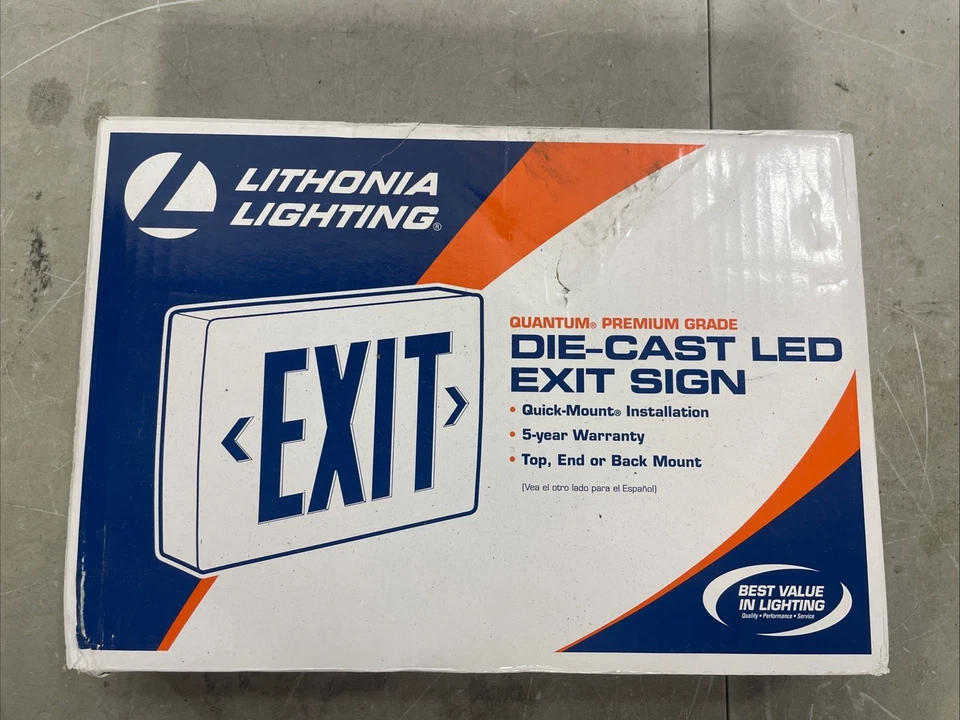 LITHONIA
LIGHTING®
EXIT
QUANTUM® PREMIUM GRADE
DIE-CAST LED
EXIT SIGN
• Quick-Mount® Installation
• 5-year Warranty
• Top, End or Back Mount
(Vea el otro lado para el Español)
BEST VALUE
IN LIGHTING
Quality • Performance • Service